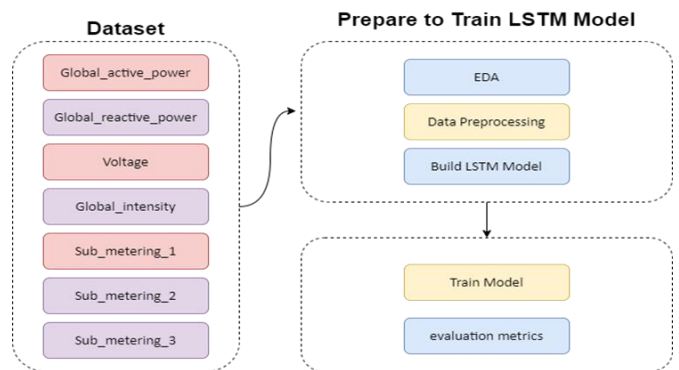 Dataset
Global_active_power
Global_reactive_power
Voltage
Global_intensity
Sub_metering_1
Sub_metering_2
Sub_metering_3
Prepare to Train LSTM Model
EDA
Data Preprocessing
Build LSTM Model
Train Model
evaluation metrics